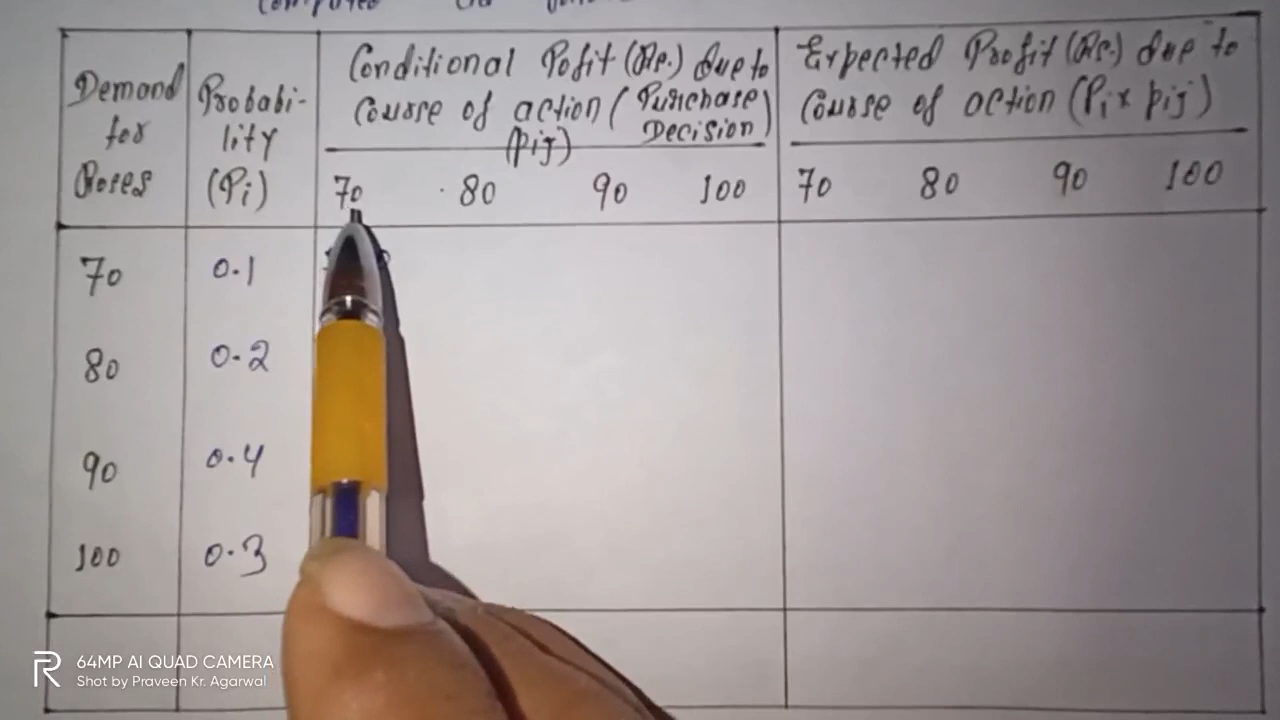 Demand for Roses
Probabi-lity (Pi)
Conditional Pofit (Re.) due to
Course of action (Purchase Decision)
(pij)
70 80 90 100
Expected Profit (Re.) due to
Course of action (Pi x pij)
70 80 90 100
70 0.1
80 0.2
90 0.4
100 0.3
64MP AI QUAD CAMERA
Shot by Praveen Kr. Agarwal